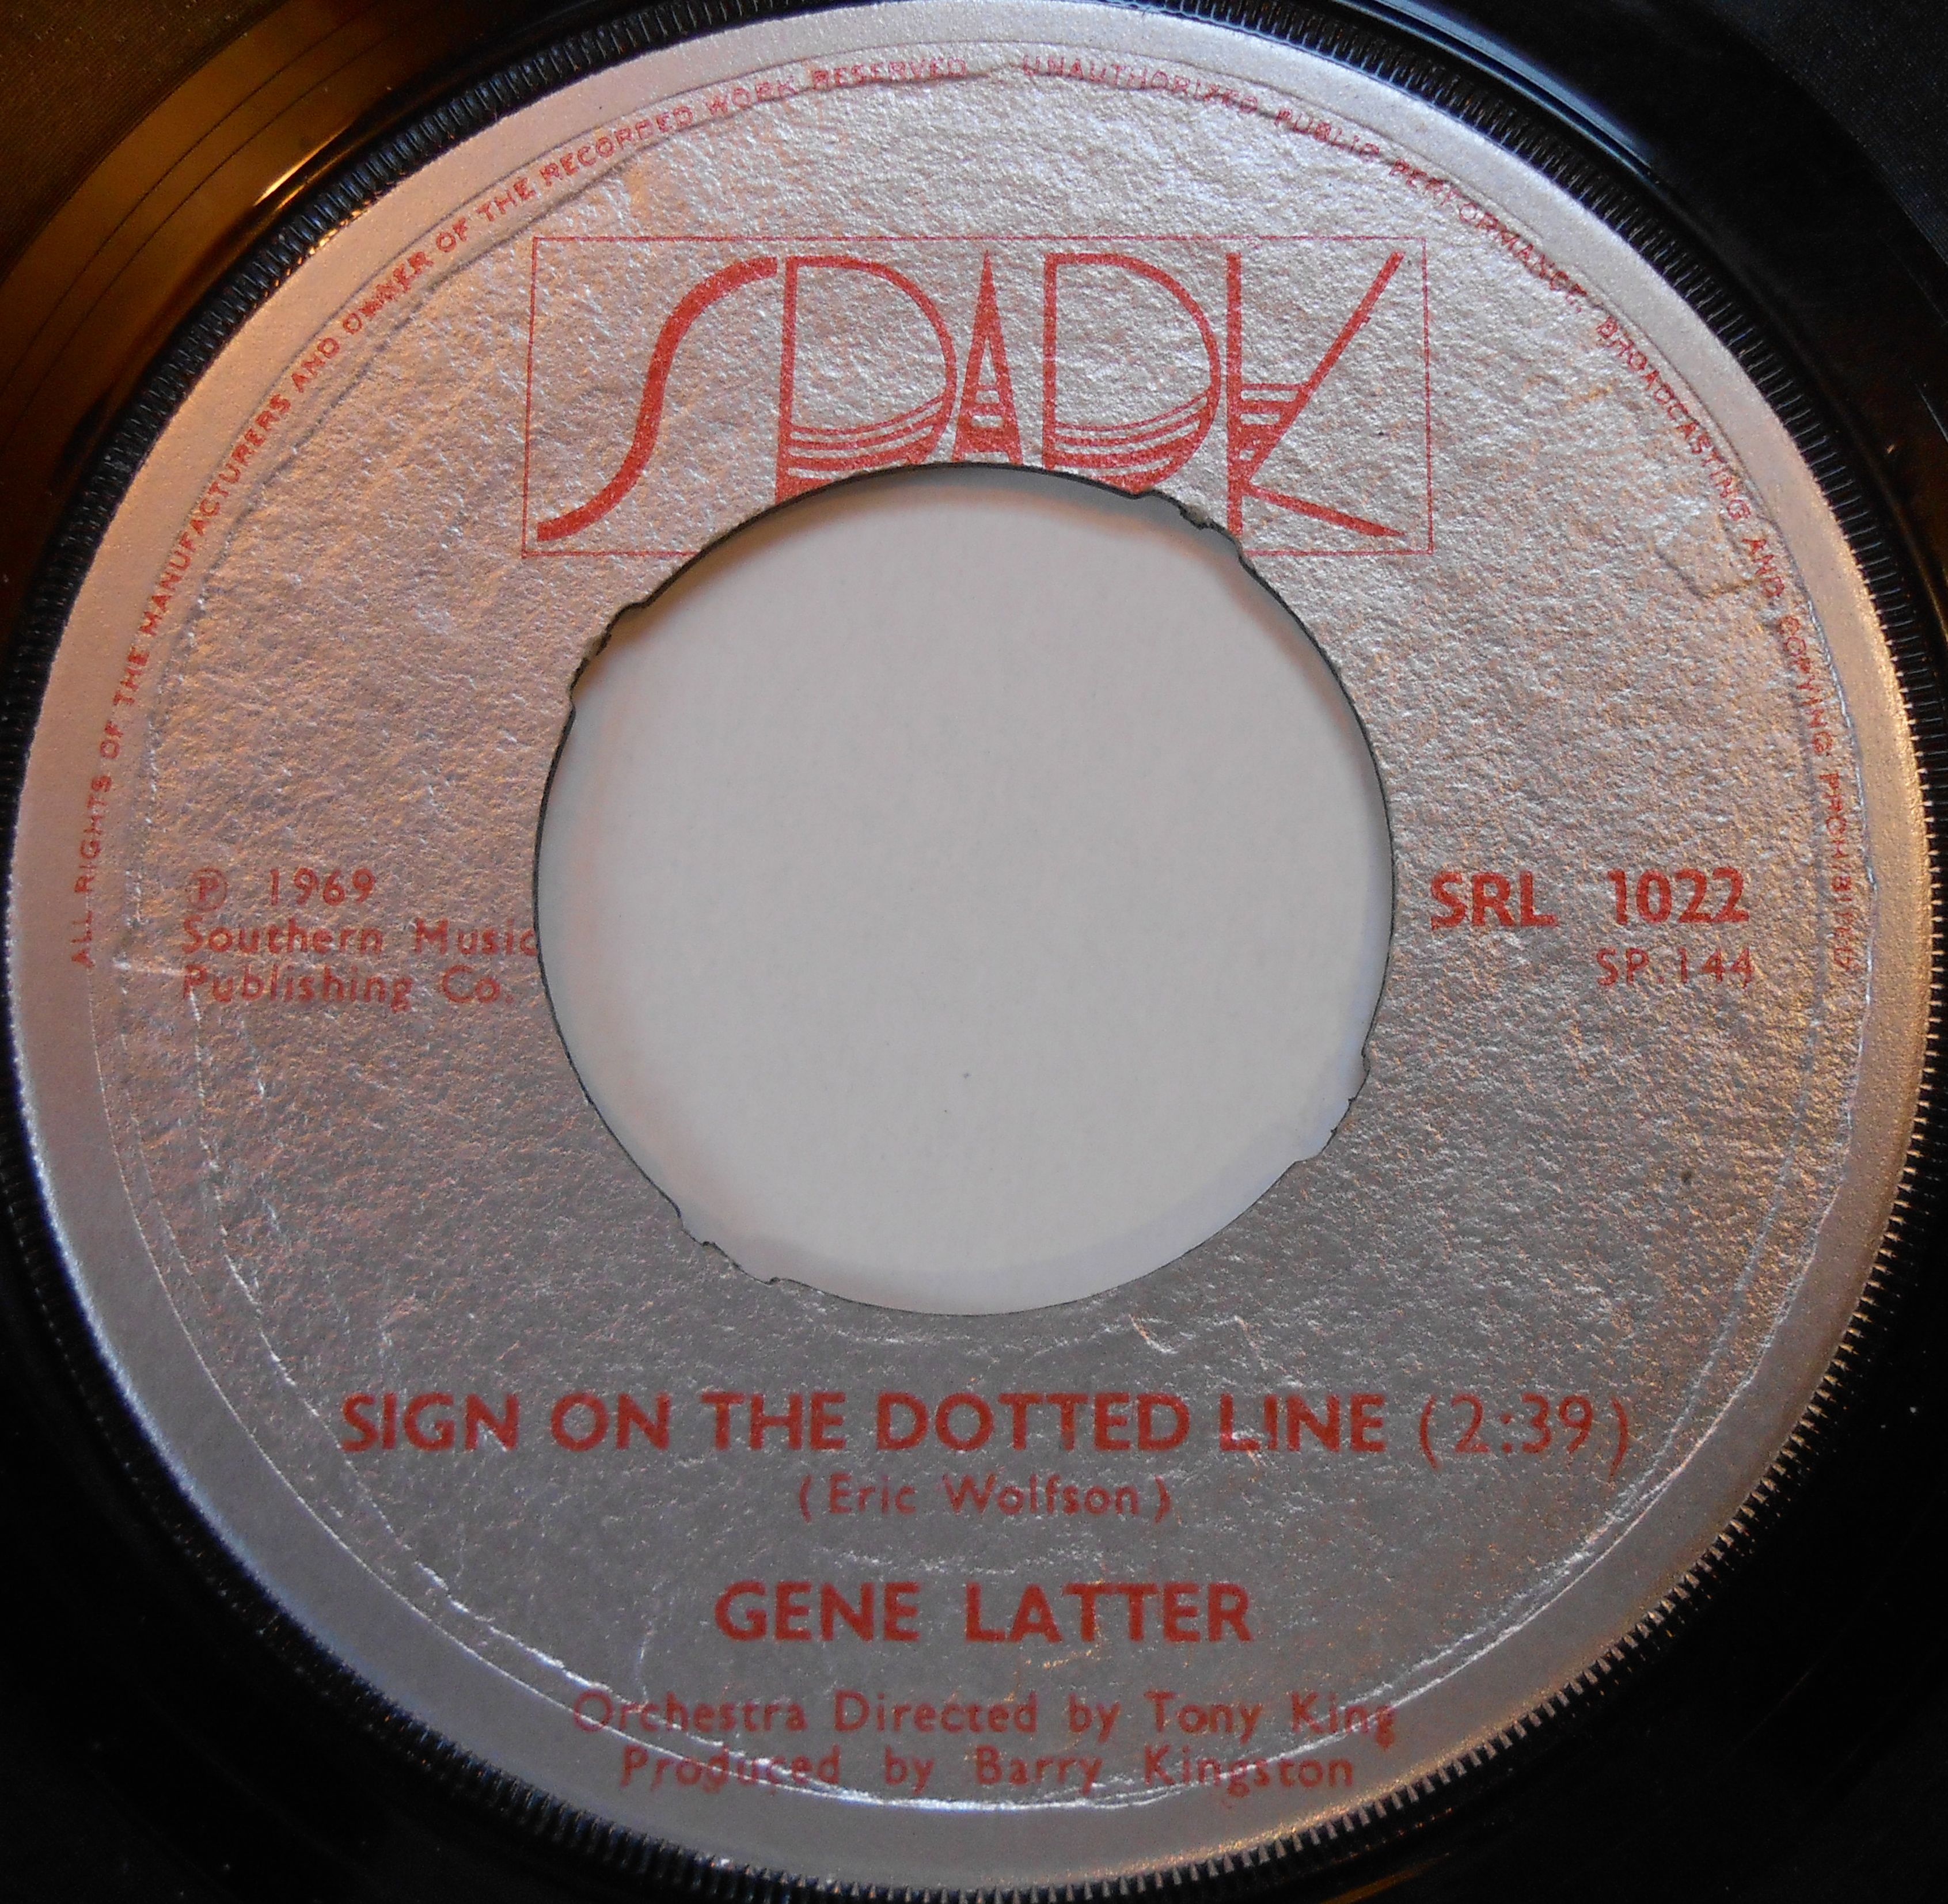 ALL RIGHTS OF THE MANUFACTURERS AND OWNER OF THE RECORDED WORK RESERVED UNAUTHORIZED PUBLIC PERFORMANCE, BROADCASTING AND COPYING PROHIBITED
SPARK
Ⓟ 1969
Southern Music
Publishing Co.
SRL 1022
SP.144
SIGN ON THE DOTTED LINE (2:39)
(Eric Wolfson)
GENE LATTER
Orchestra Directed by Tony King
Produced by Barry Kingston